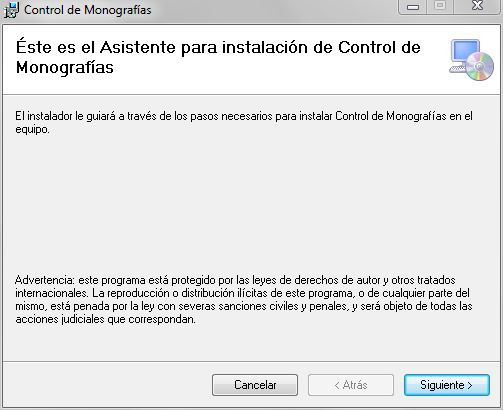 Control de Monografías
Éste es el Asistente para instalación de Control de
Monografías
El instalador le guiará a través de los pasos necesarios para instalar Control de Monografías en el
equipo.
Advertencia: este programa está protegido por las leyes de derechos de autor y otros tratados
internacionales. La reproducción o distribución ilícitas de este programa, o de cualquier parte del
mismo, está penada por la ley con severas sanciones civiles y penales, y será objeto de todas las
acciones judiciales que correspondan.
Cancelar
< Atrás
Siguiente >